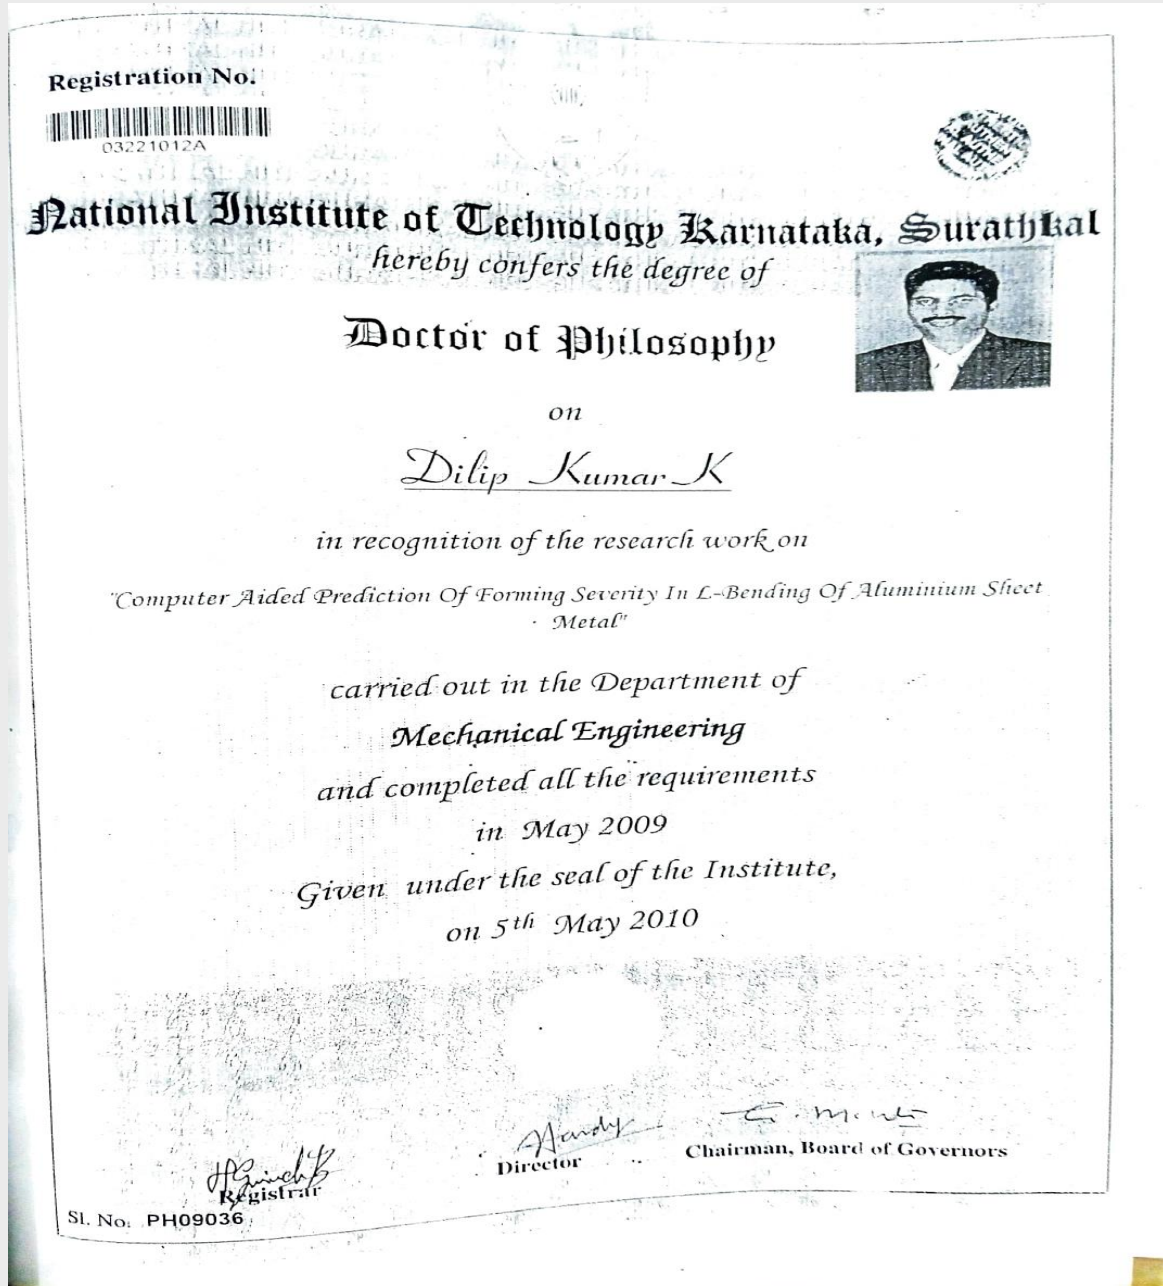 Registration No.
03221012A
National Institute of Technology Karnataka, Surathkal
hereby confers the degree of
Doctor of Philosophy
on
Dilip Kumar K
in recognition of the research work on
"Computer Aided Prediction Of Forming Severity In L-Bending Of Aluminium Sheet
Metal"
carried out in the Department of
Mechanical Engineering
and completed all the requirements
in May 2009
Given under the seal of the Institute,
on 5th May 2010
Director
Chairman, Board of Governors
Registrar
Sl. No: PH09036